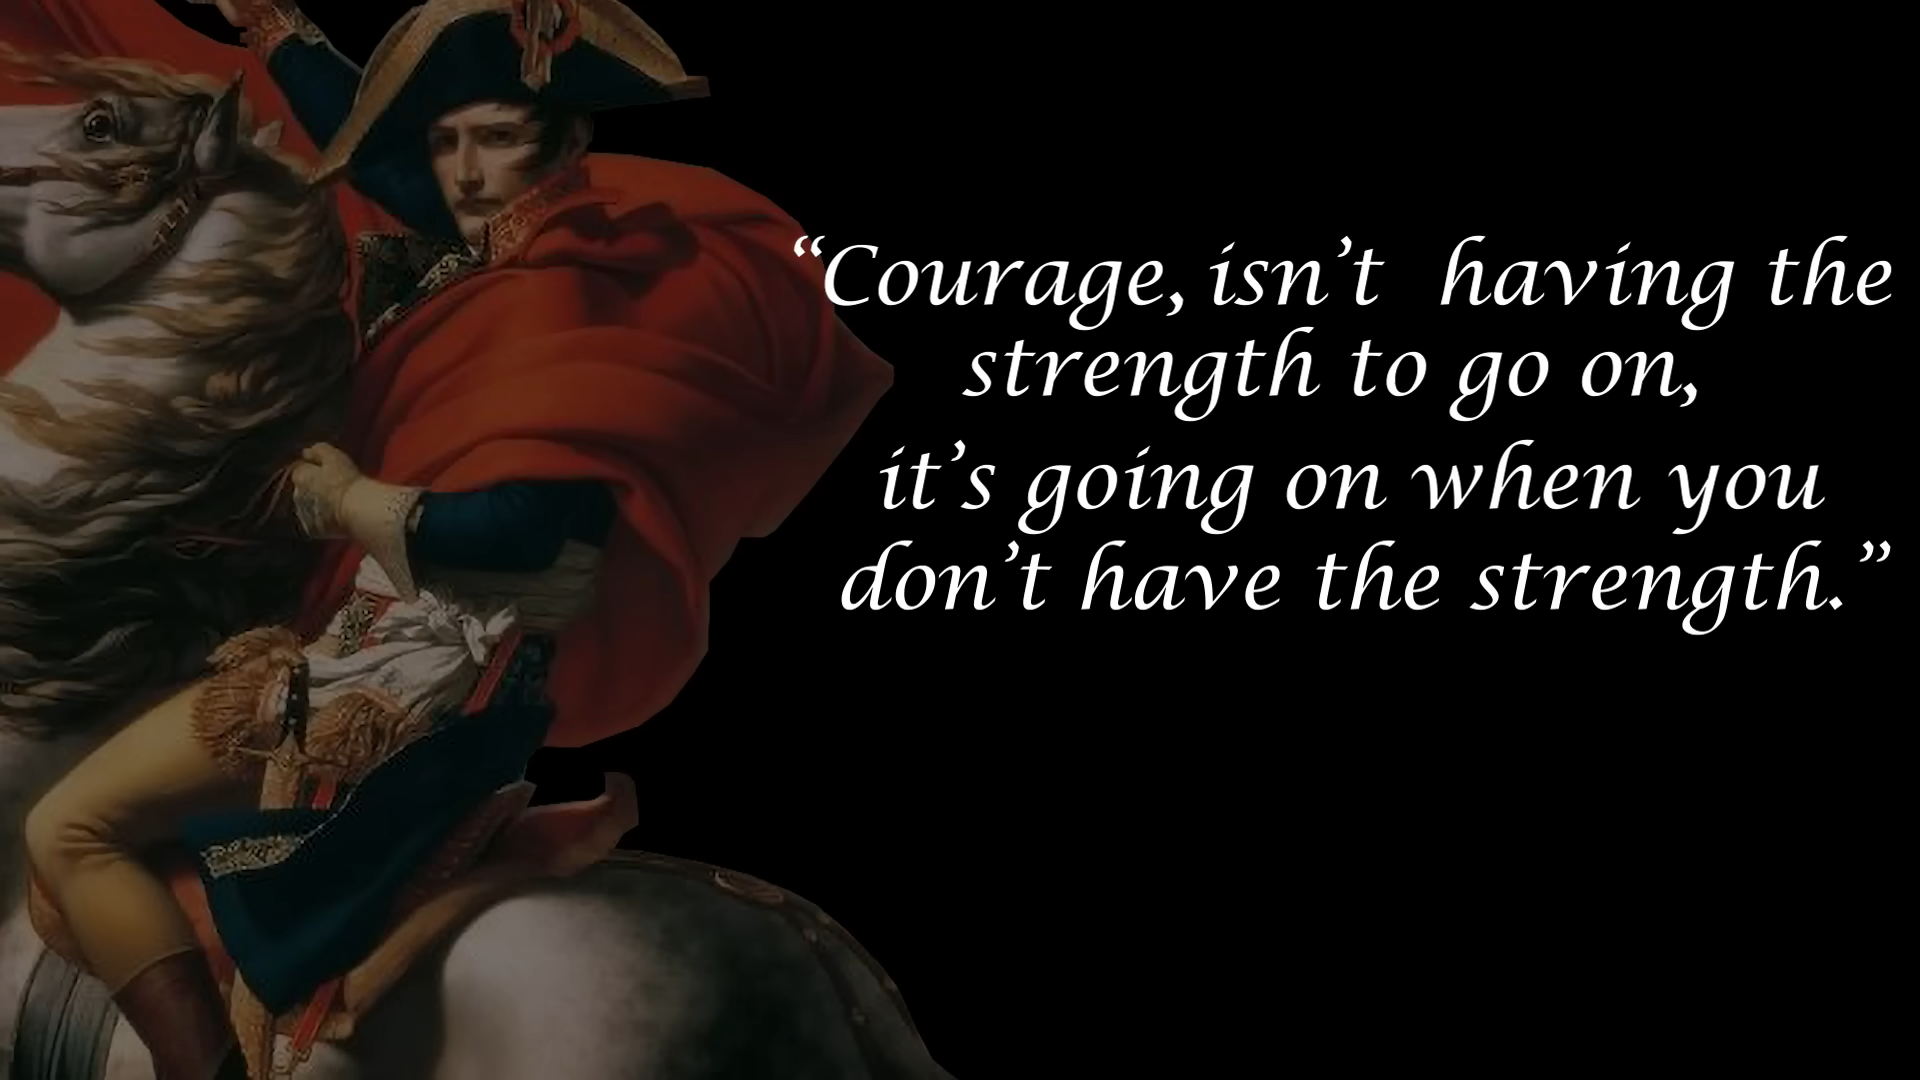 “Courage, isn’t  having the
strength to go on,
it’s going on when you
don’t have the strength.”